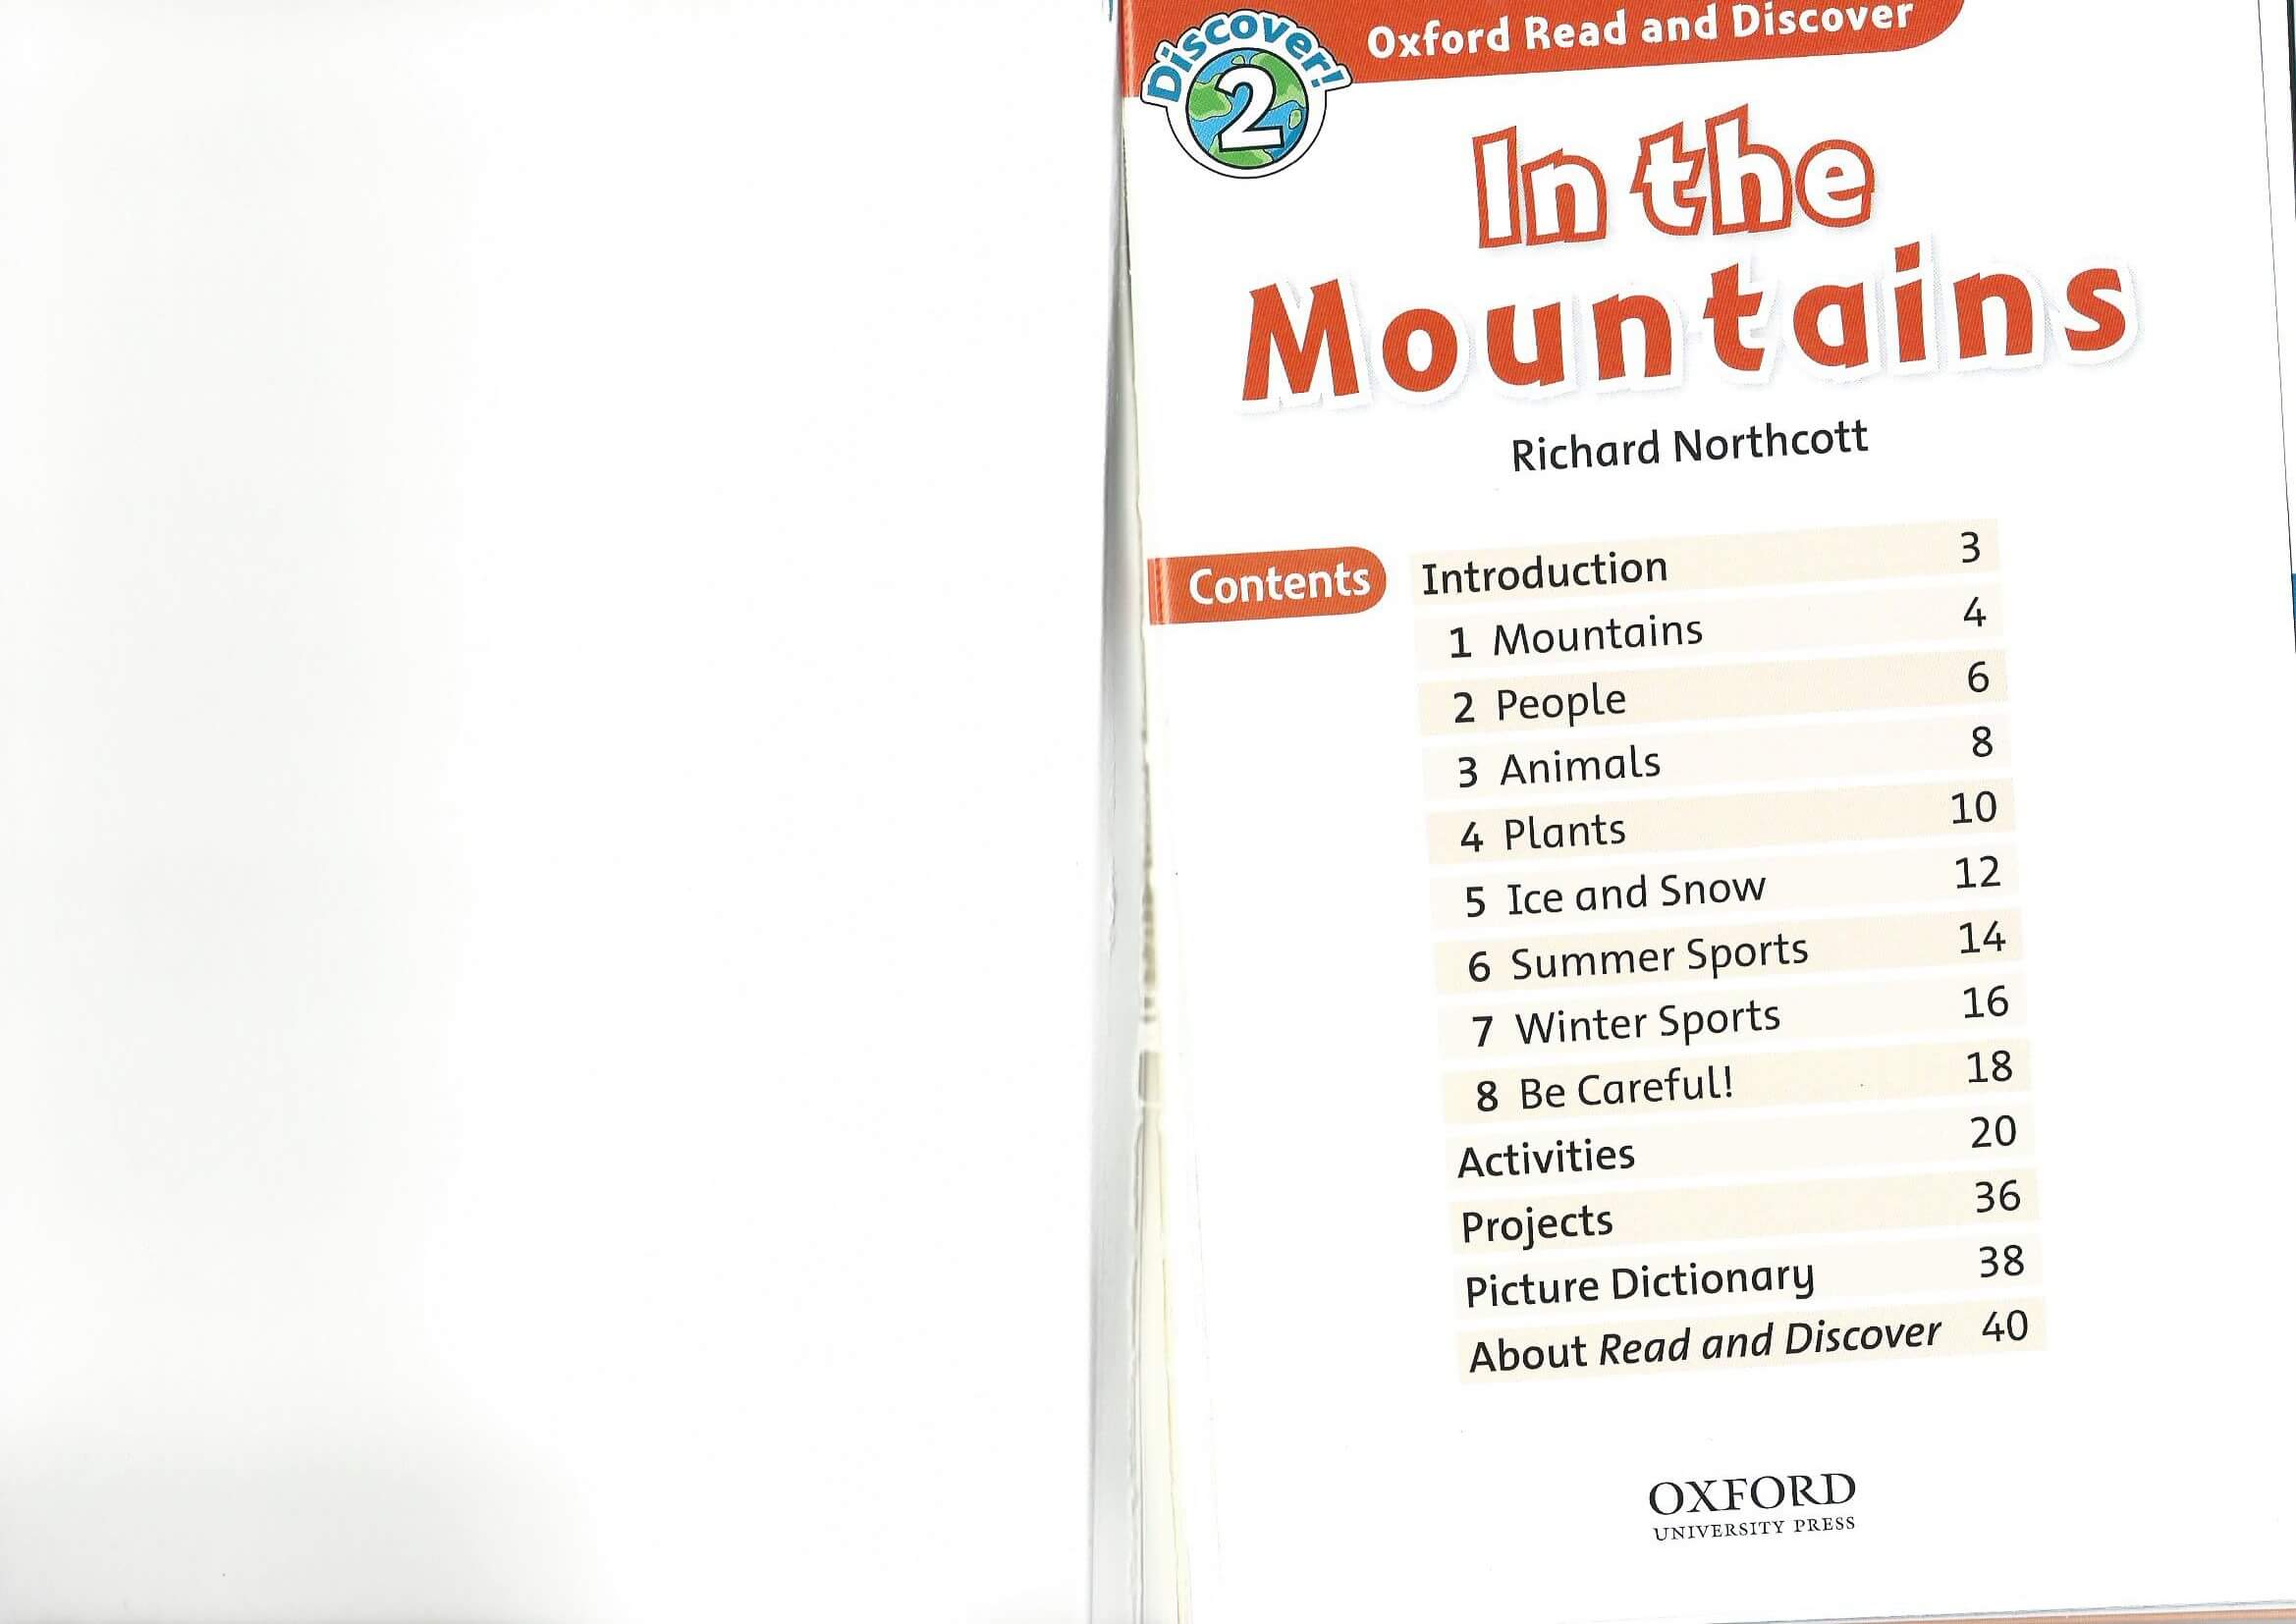 Discover!
2
Oxford Read and Discover
In the
Mountains
Richard Northcott
Contents
Introduction 3
1 Mountains 4
2 People 6
3 Animals 8
4 Plants 10
5 Ice and Snow 12
6 Summer Sports 14
7 Winter Sports 16
8 Be Careful! 18
Activities 20
Projects 36
Picture Dictionary 38
About Read and Discover 40
OXFORD
UNIVERSITY PRESS